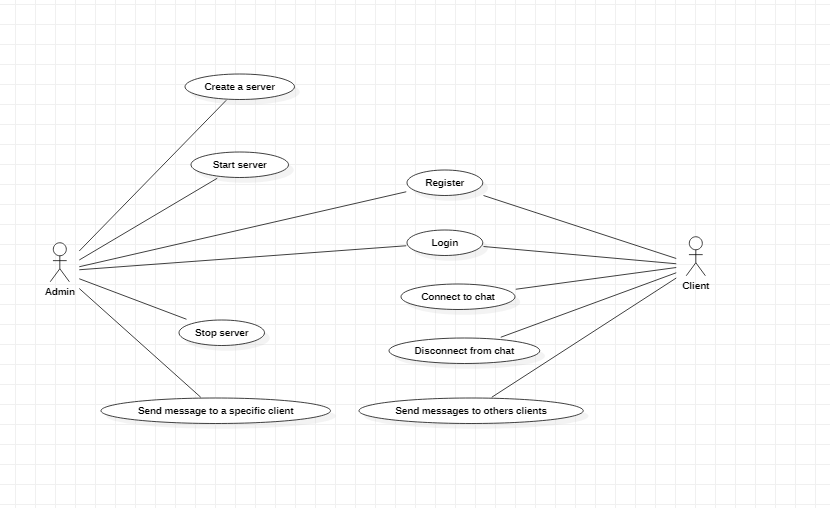 Create a server
Start server
Register
Login
Admin
Client
Connect to chat
Stop server
Disconnect from chat
Send message to a specific client
Send messages to others clients